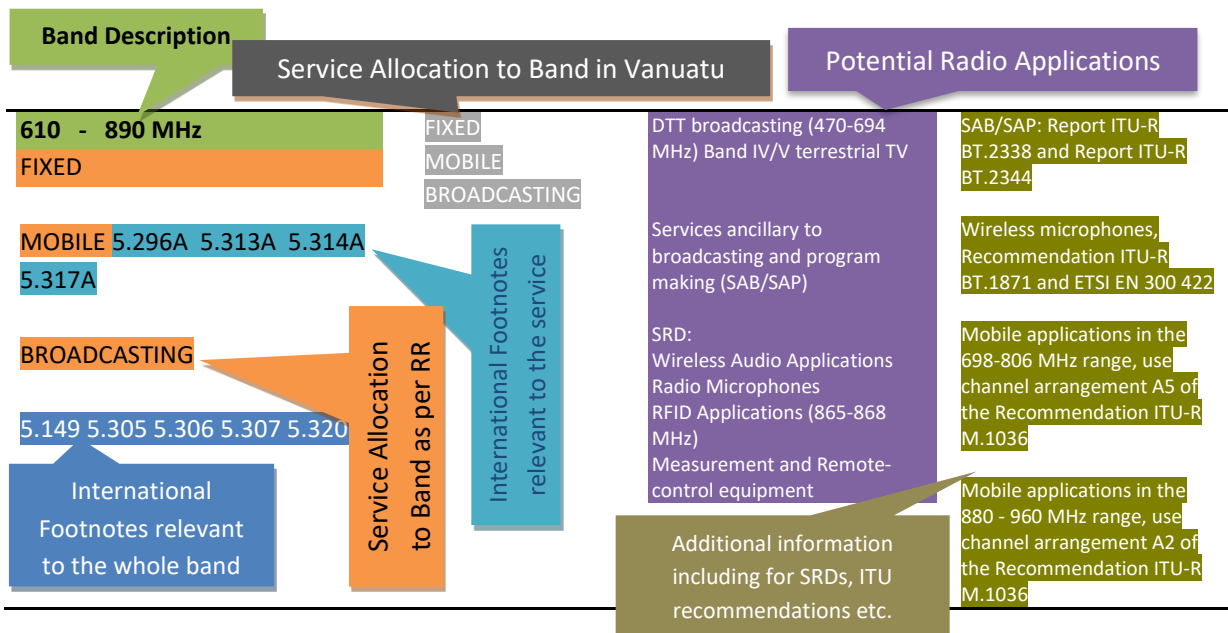 Band Description
Service Allocation to Band in Vanuatu
Potential Radio Applications
610 - 890 MHz
FIXED
MOBILE 5.296A 5.313A 5.314A
5.317A
BROADCASTING
5.149 5.305 5.306 5.307 5.320
International
Footnotes relevant
to the whole band
Service Allocation
to Band as per RR
International Footnotes
relevant to the service
FIXED
MOBILE
BROADCASTING
DTT broadcasting (470-694
MHz) Band IV/V terrestrial TV
Services ancillary to
broadcasting and program
making (SAB/SAP)
SRD:
Wireless Audio Applications
Radio Microphones
RFID Applications (865-868
MHz)
Measurement and Remote-
control equipment
SAB/SAP: Report ITU-R
BT.2338 and Report ITU-R
BT.2344
Wireless microphones,
Recommendation ITU-R
BT.1871 and ETSI EN 300 422
Mobile applications in the
698-806 MHz range, use
channel arrangement A5 of
the Recommendation ITU-R
M.1036
Mobile applications in the
880 - 960 MHz range, use
channel arrangement A2 of
the Recommendation ITU-R
M.1036
Additional information
including for SRDs, ITU
recommendations etc.